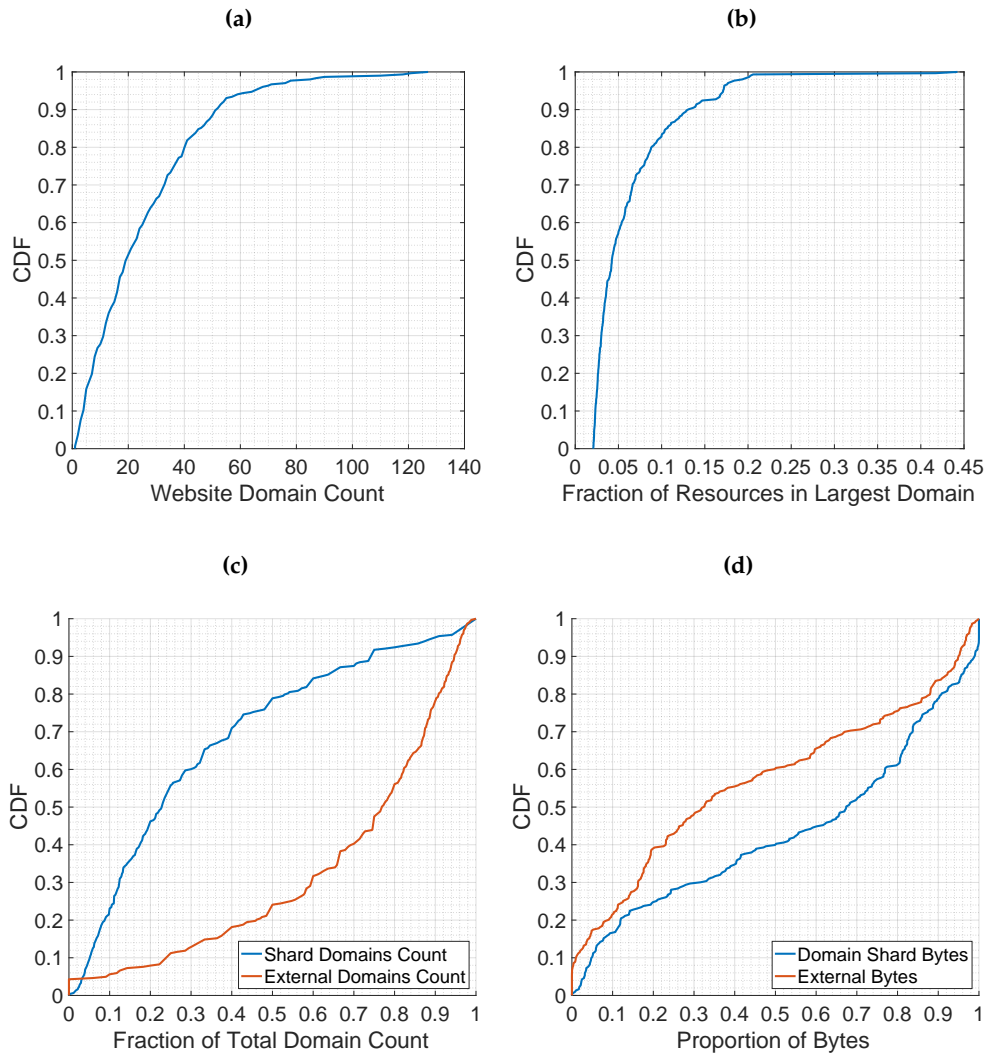 (a)
CDF
1
0.9
0.8
0.7
0.6
0.5
0.4
0.3
0.2
0.1
0
0 20 40 60 80 100 120 140
Website Domain Count
(b)
CDF
1
0.9
0.8
0.7
0.6
0.5
0.4
0.3
0.2
0.1
0
0 0.05 0.1 0.15 0.2 0.25 0.3 0.35 0.4 0.45
Fraction of Resources in Largest Domain
(c)
CDF
1
0.9
0.8
0.7
0.6
0.5
0.4
0.3
0.2
0.1
0
Shard Domains Count
External Domains Count
0 0.1 0.2 0.3 0.4 0.5 0.6 0.7 0.8 0.9 1
Fraction of Total Domain Count
(d)
CDF
1
0.9
0.8
0.7
0.6
0.5
0.4
0.3
0.2
0.1
0
Domain Shard Bytes
External Bytes
0 0.1 0.2 0.3 0.4 0.5 0.6 0.7 0.8 0.9 1
Proportion of Bytes